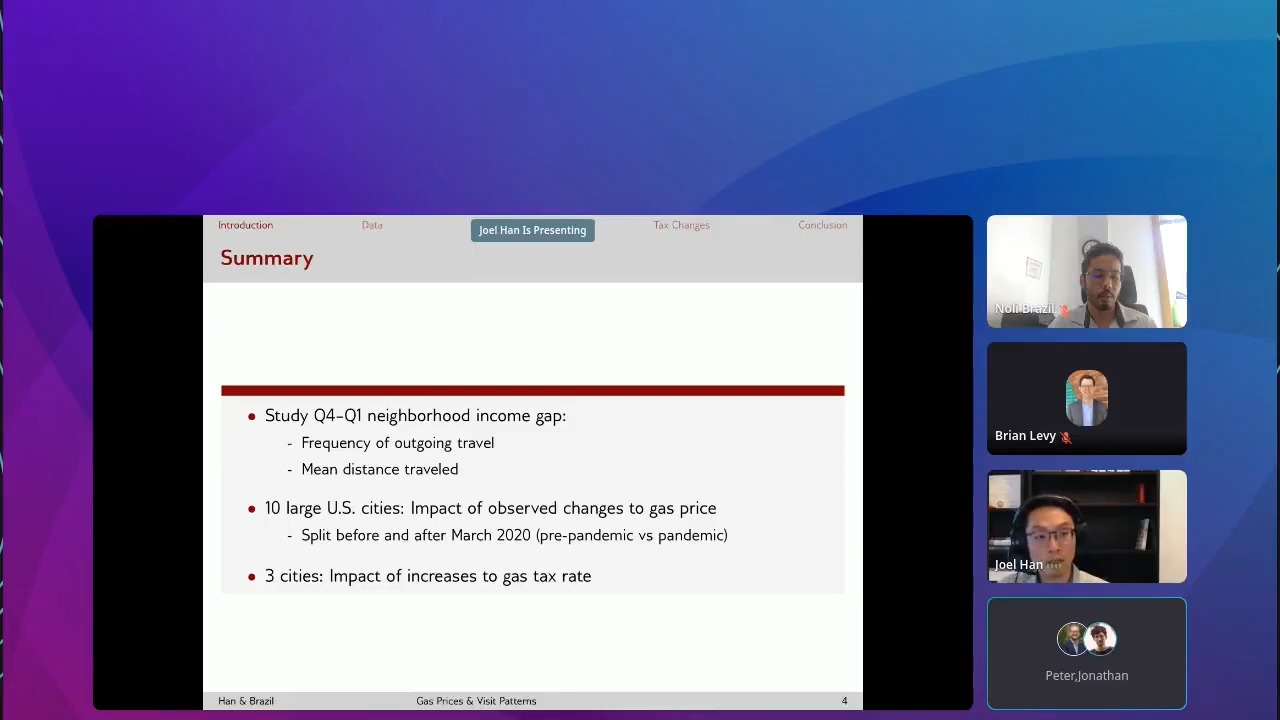 Introduction
Data
Joel Han Is Presenting
Tax Changes
Conclusion
Summary
• Study Q4–Q1 neighborhood income gap:
- Frequency of outgoing travel
- Mean distance traveled
• 10 large U.S. cities: Impact of observed changes to gas price
- Split before and after March 2020 (pre-pandemic vs pandemic)
• 3 cities: Impact of increases to gas tax rate
Han & Brazil
Gas Prices & Visit Patterns
4
Noli Brazil
Brian Levy
Joel Han
Peter,Jonathan